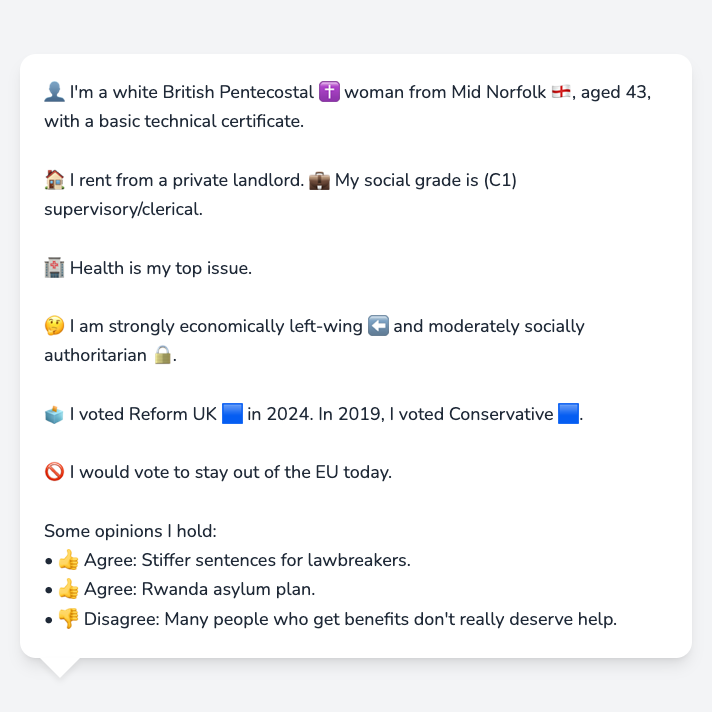 👤 I'm a white British Pentecostal ✝️ woman from Mid Norfolk 🏴󠁧󠁢󠁥󠁮󠁧󠁿, aged 43,
with a basic technical certificate.
🏠 I rent from a private landlord. 💼 My social grade is (C1)
supervisory/clerical.
🏥 Health is my top issue.
🤔 I am strongly economically left-wing ⬅️ and moderately socially
authoritarian 🔒.
🗳️ I voted Reform UK 🟦 in 2024. In 2019, I voted Conservative 🟦.
🚫 I would vote to stay out of the EU today.
Some opinions I hold:
• 👍 Agree: Stiffer sentences for lawbreakers.
• 👍 Agree: Rwanda asylum plan.
• 👎 Disagree: Many people who get benefits don't really deserve help.